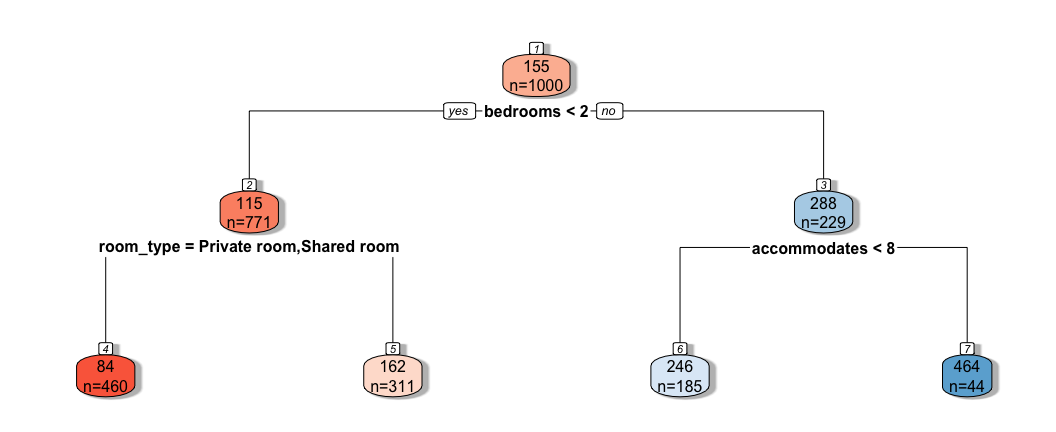 1
155
n=1000
yes bedrooms < 2 no
2
115
n=771
3
288
n=229
room_type = Private room,Shared room
accommodates < 8
4
84
n=460
5
162
n=311
6
246
n=185
7
464
n=44